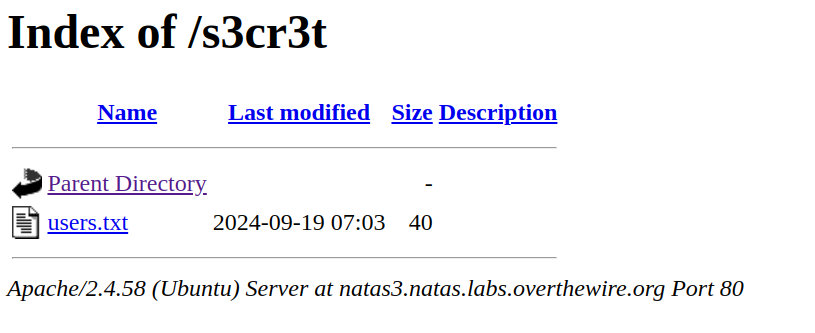 Index of /s3cr3t
Name Last modified Size Description
Parent Directory -
users.txt 2024-09-19 07:03 40
Apache/2.4.58 (Ubuntu) Server at natas3.natas.labs.overthewire.org Port 80